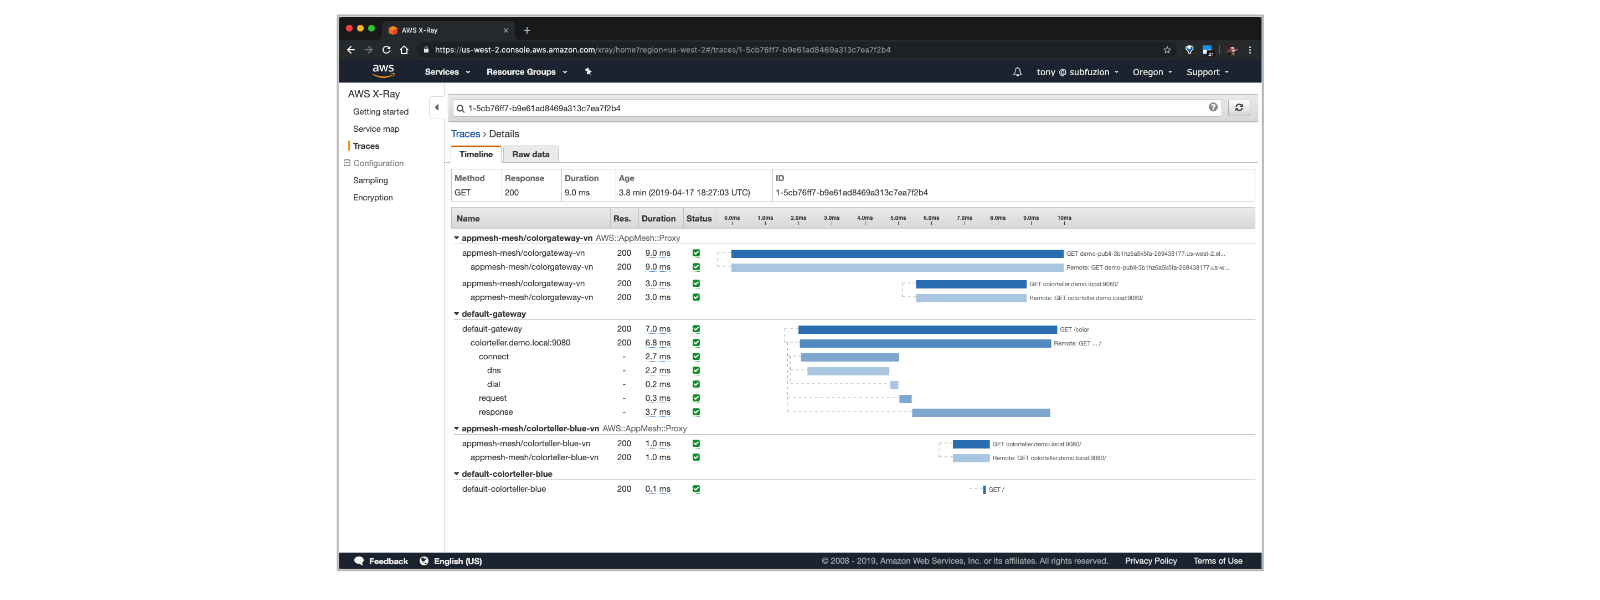 AWS X-Ray
https://us-west-2.console.aws.amazon.com/xray/home?region=us-west-2#/traces/1-5cb76ff7-b9e61ad8469a313c7ea7f2b4
aws Services Resource Groups tony @ subfuzion Oregon Support
AWS X-Ray
Getting started
Service map
Traces
Configuration
Sampling
Encryption
1-5cb76ff7-b9e61ad8469a313c7ea7f2b4
Traces > Details
Timeline Raw data
Method Response Duration Age ID
GET 200 9.0 ms 3.8 min (2019-04-17 18:27:03 UTC) 1-5cb76ff7-b9e61ad8469a313c7ea7f2b4
Name Res. Duration Status 0.0ms 1.0ms 2.0ms 3.0ms 4.0ms 5.0ms 6.0ms 7.0ms 8.0ms 9.0ms 10ms
appmesh-mesh/colorgateway-vn AWS::AppMesh::Proxy
appmesh-mesh/colorgateway-vn 200 9.0 ms GET demo-publi-3b1hz6a5k5fa-269438177.us-west-2.el...
appmesh-mesh/colorgateway-vn 200 9.0 ms Remote: GET demo-publi-3b1hz6a5k5fa-269438177.us-w...
appmesh-mesh/colorgateway-vn 200 3.0 ms GET colorteller.demo.local:9080/
appmesh-mesh/colorgateway-vn 200 3.0 ms Remote: GET colorteller.demo.local:9080/
default-gateway
default-gateway 200 7.0 ms GET /color
colorteller.demo.local:9080 200 6.8 ms Remote: GET ... /
connect - 2.7 ms
dns - 2.2 ms
dial - 0.2 ms
request - 0.3 ms
response - 3.7 ms
appmesh-mesh/colorteller-blue-vn AWS::AppMesh::Proxy
appmesh-mesh/colorteller-blue-vn 200 1.0 ms GET colorteller.demo.local:9080/
appmesh-mesh/colorteller-blue-vn 200 1.0 ms Remote: GET colorteller.demo.local:9080/
default-colorteller-blue
default-colorteller-blue 200 0.1 ms GET /
Feedback English (US) © 2008 - 2019, Amazon Web Services, Inc. or its affiliates. All rights reserved. Privacy Policy Terms of Use